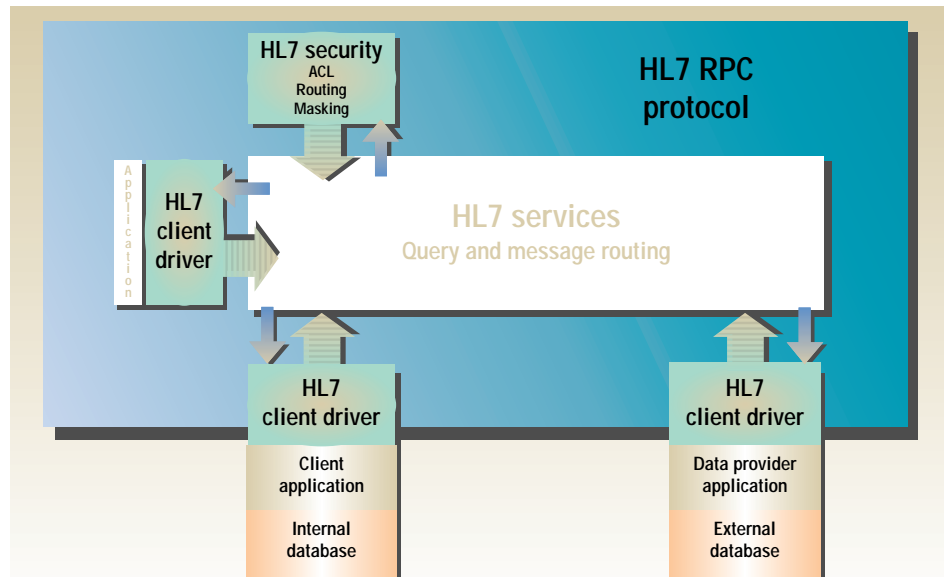 HL7 security
ACL
Routing
Masking
HL7 RPC
protocol
Application
HL7
client
driver
HL7 services
Query and message routing
HL7
client driver
Client
application
Internal
database
HL7
client driver
Data provider
application
External
database